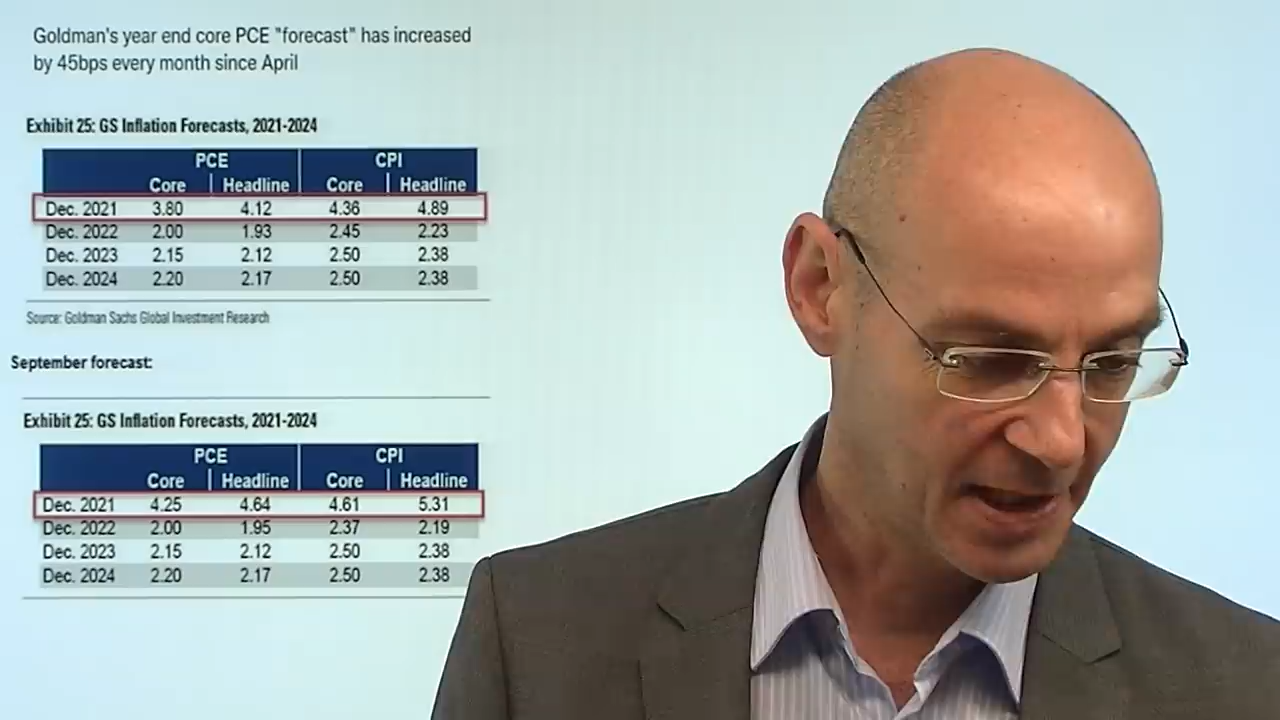 Goldman's year end core PCE "forecast" has increased
by 45bps every month since April
Exhibit 25: GS Inflation Forecasts, 2021-2024
PCE CPI
Core Headline Core Headline
Dec. 2021 3.80 4.12 4.36 4.89
Dec. 2022 2.00 1.93 2.45 2.23
Dec. 2023 2.15 2.12 2.50 2.38
Dec. 2024 2.20 2.17 2.50 2.38
Source: Goldman Sachs Global Investment Research
September forecast:
Exhibit 25: GS Inflation Forecasts, 2021-2024
PCE CPI
Core Headline Core Headline
Dec. 2021 4.25 4.64 4.61 5.31
Dec. 2022 2.00 1.95 2.37 2.19
Dec. 2023 2.15 2.12 2.50 2.38
Dec. 2024 2.20 2.17 2.50 2.38